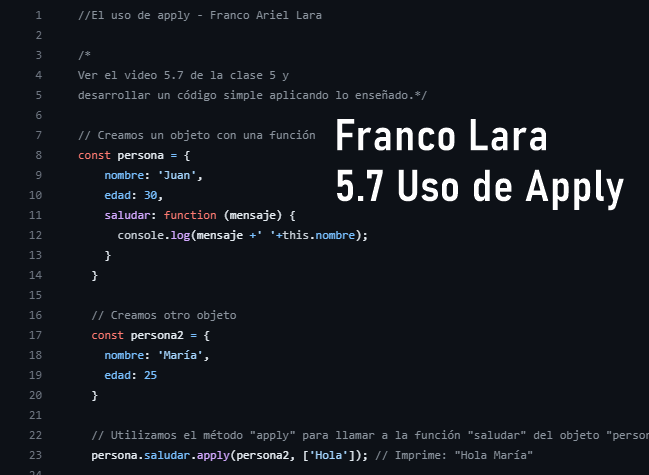 1 //El uso de apply - Franco Ariel Lara
2
3 /*
4 Ver el video 5.7 de la clase 5 y
5 desarrollar un código simple aplicando lo enseñado.*/
6
7 // Creamos un objeto con una función
8 const persona = {
9 nombre: 'Juan',
10 edad: 30,
11 saludar: function (mensaje) {
12 console.log(mensaje +' '+this.nombre);
13 }
14 }
15
16 // Creamos otro objeto
17 const persona2 = {
18 nombre: 'María',
19 edad: 25
20 }
21
22 // Utilizamos el método "apply" para llamar a la función "saludar" del objeto "person
23 persona.saludar.apply(persona2, ['Hola']); // Imprime: "Hola María"
Franco Lara
5.7 Uso de Apply